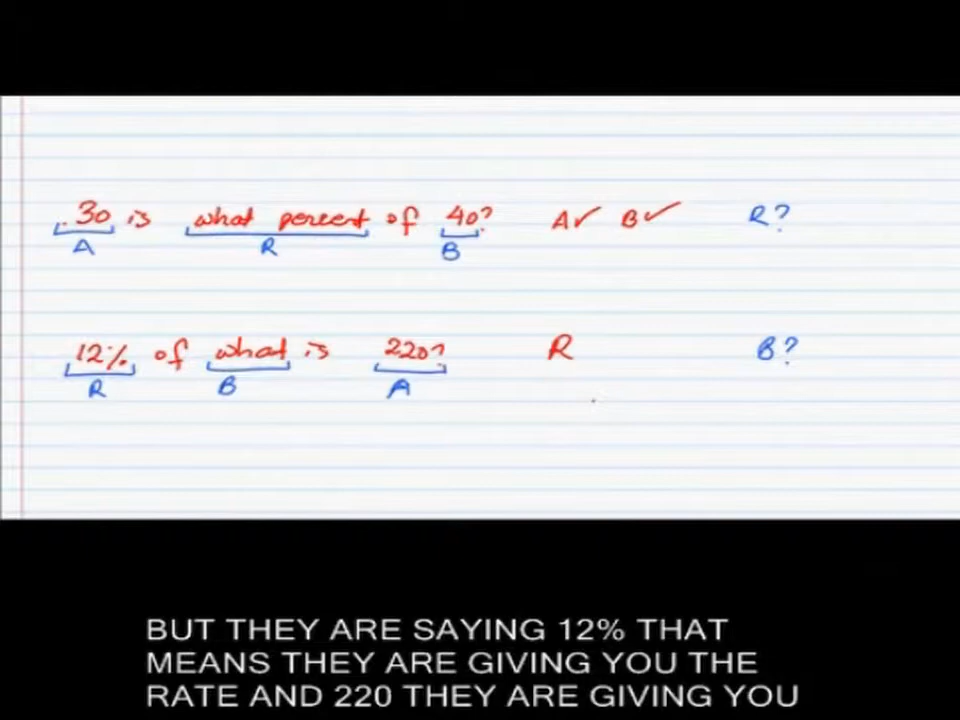 .30 is what percent of 40? A✓ B✓ R?
A R B
12% of what is 220? R B?
R B A
BUT THEY ARE SAYING 12% THAT
MEANS THEY ARE GIVING YOU THE
RATE AND 220 THEY ARE GIVING YOU